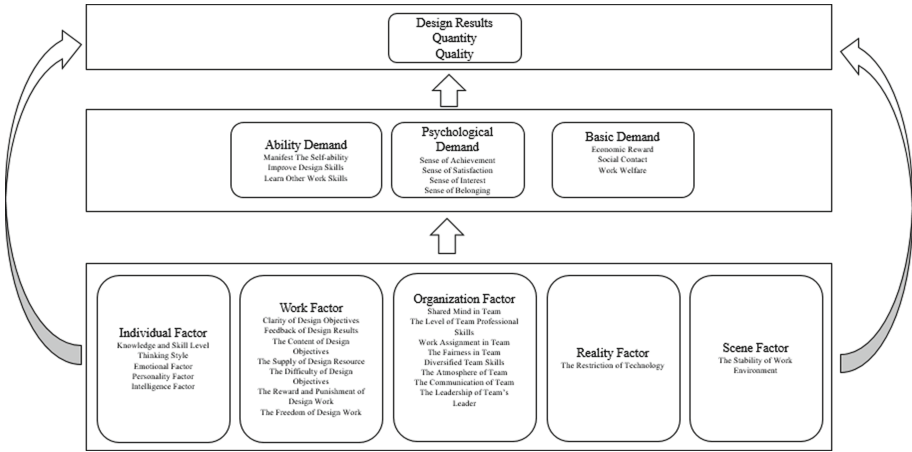 Design Results
Quantity
Quality
Ability Demand
Manifest The Self-ability
Improve Design Skills
Learn Other Work Skills
Psychological
Demand
Sense of Achievement
Sense of Satisfaction
Sense of Interest
Sense of Belonging
Basic Demand
Economic Reward
Social Contact
Work Welfare
Individual Factor
Knowledge and Skill Level
Thinking Style
Emotional Factor
Personality Factor
Intelligence Factor
Work Factor
Clarity of Design Objectives
Feedback of Design Results
The Content of Design
Objectives
The Supply of Design Resource
The Difficulty of Design
Objectives
The Reward and Punishment of
Design Work
The Freedom of Design Work
Organization Factor
Shared Mind in Team
The Level of Team Professional
Skills
Work Assignment in Team
The Fairness in Team
Diversified Team Skills
The Atmosphere of Team
The Communication of Team
The Leadership of Team's
Leader
Reality Factor
The Restriction of Technology
Scene Factor
The Stability of Work
Environment